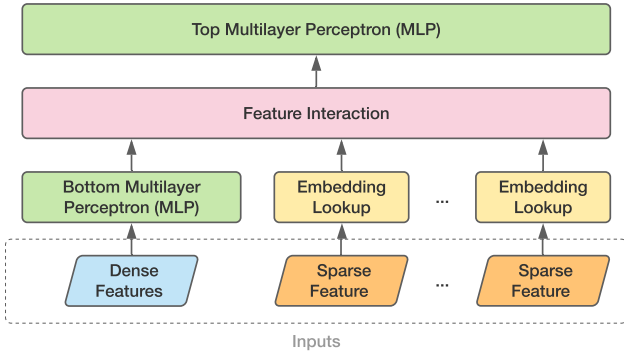 Top Multilayer Perceptron (MLP)
Feature Interaction
Bottom Multilayer
Perceptron (MLP)
Embedding
Lookup
...
Embedding
Lookup
Dense
Features
Sparse
Feature
...
Sparse
Feature
Inputs